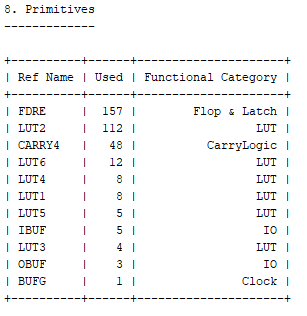 8. Primitives
-------------
+----------+------+---------------------+
| Ref Name | Used | Functional Category |
+----------+------+---------------------+
| FDRE     |  157 |        Flop & Latch |
| LUT2     |  112 |                 LUT |
| CARRY4   |   48 |          CarryLogic |
| LUT6     |   12 |                 LUT |
| LUT4     |    8 |                 LUT |
| LUT1     |    8 |                 LUT |
| LUT5     |    5 |                 LUT |
| IBUF     |    5 |                  IO |
| LUT3     |    4 |                 LUT |
| OBUF     |    3 |                  IO |
| BUFG     |    1 |               Clock |
+----------+------+---------------------+